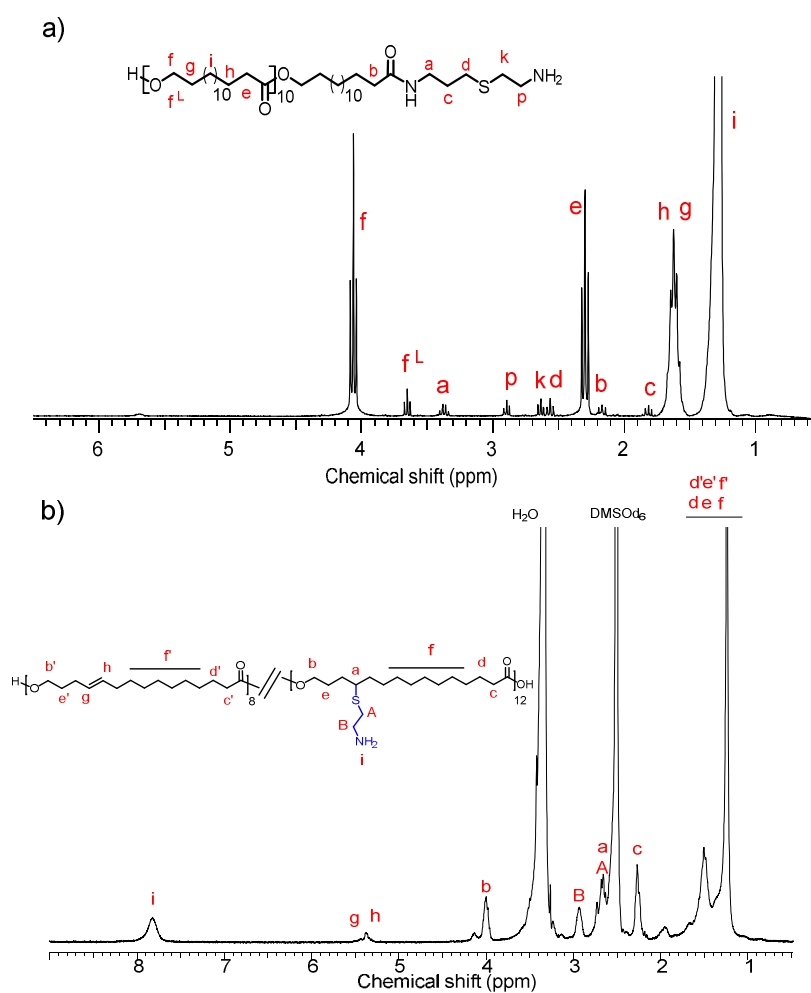 a)
O
f i b a d k
g h NH₂
H O O N S
O 10 e 10 H c p
f L O 10
i
f
e h g
f L a p k d b c
6 5 4 3 2 1
Chemical shift (ppm)
b)
d'e' f'
H₂O DMSOd₆ d e f
f' f
b' h d' O b a d O
H O O OH
e' g c' 8 e S c 12
B A
NH₂
i
a
i g h b B A c
8 7 6 5 4 3 2 1
Chemical shift (ppm)